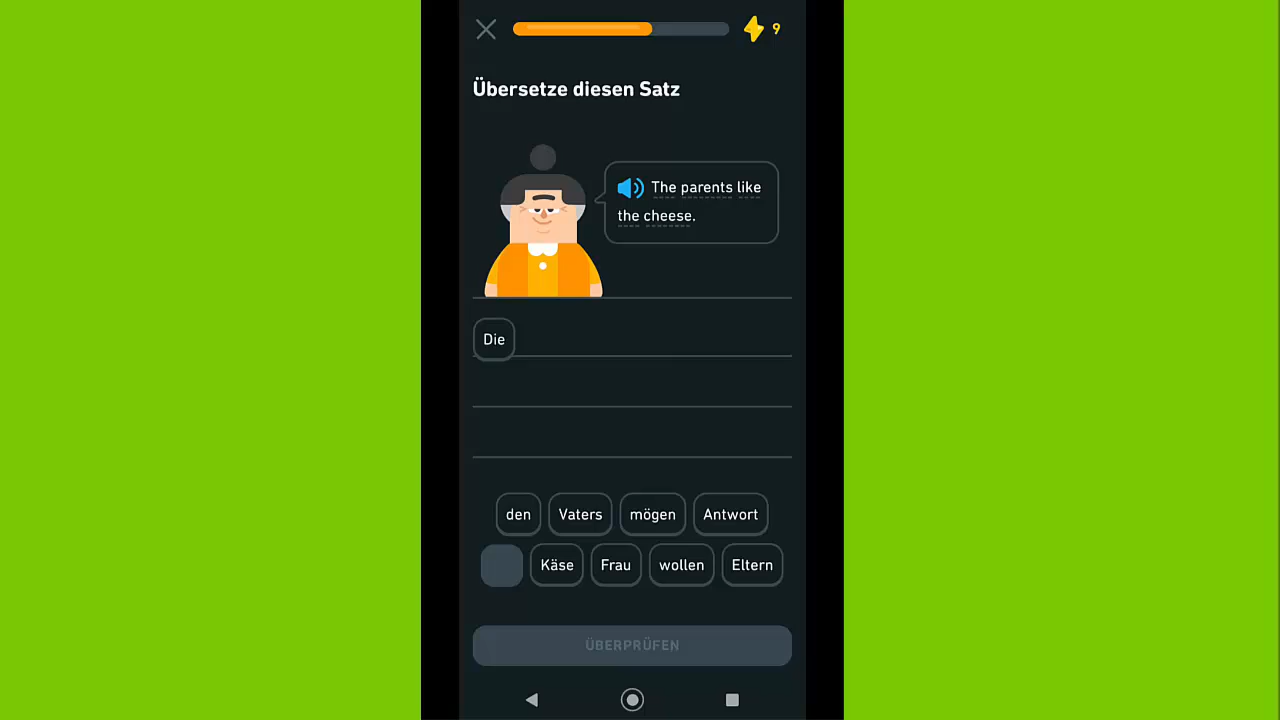 9
Übersetze diesen Satz
The parents like
the cheese.
Die
den Vaters mögen Antwort
Käse Frau wollen Eltern
ÜBERPRÜFEN